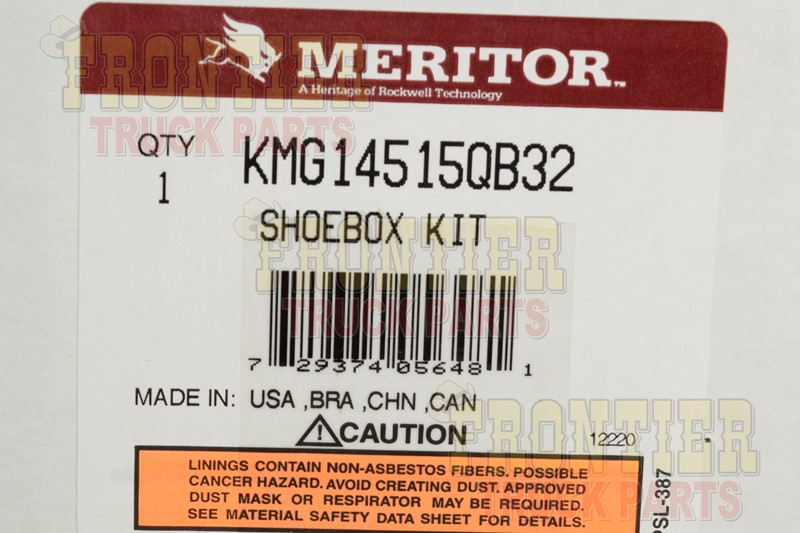 MERITOR™
A Heritage of Rockwell Technology
FRONTIER
TRUCK PARTS
QTY
1
KMG14515QB32
SHOEBOX KIT
FRONTIER
TRUCK PARTS
7 29374 05648 1
MADE IN: USA ,BRA ,CHN ,CAN
⚠CAUTION
12220
FRONTIER
TRUCK PARTS
LININGS CONTAIN NON-ASBESTOS FIBERS. POSSIBLE
CANCER HAZARD. AVOID CREATING DUST. APPROVED
DUST MASK OR RESPIRATOR MAY BE REQUIRED.
SEE MATERIAL SAFETY DATA SHEET FOR DETAILS.
PSL-387